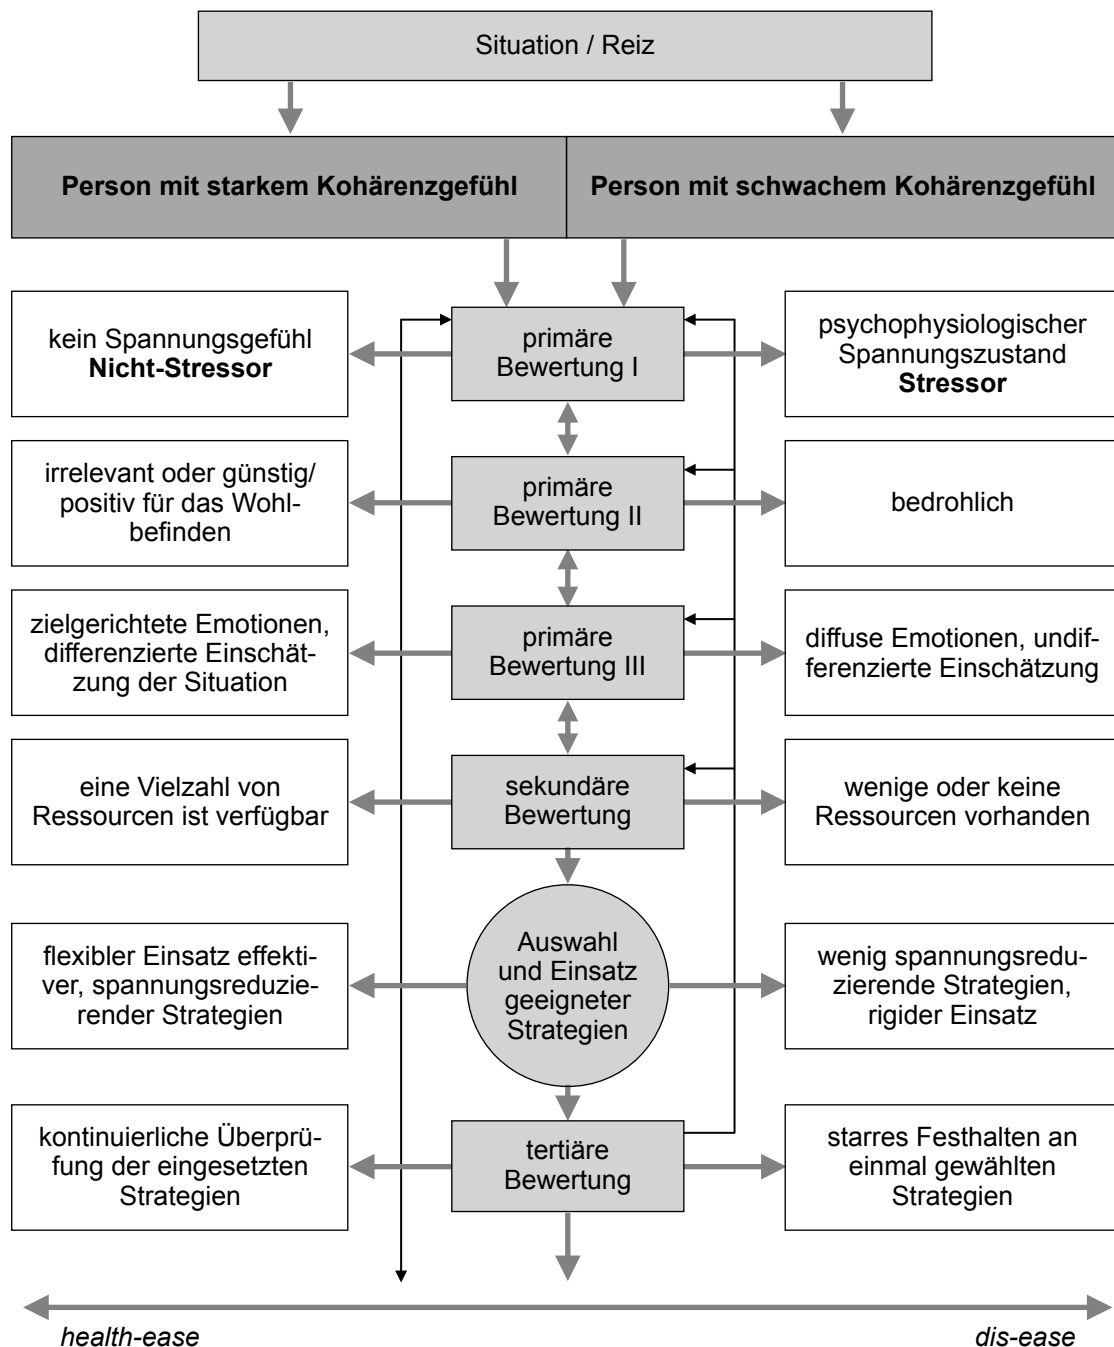 Situation / Reiz
Person mit starkem Kohärenzgefühl
Person mit schwachem Kohärenzgefühl
kein Spannungsgefühl
Nicht-Stressor
primäre
Bewertung I
psychophysiologischer
Spannungszustand
Stressor
irrelevant oder günstig/
positiv für das Wohl-
befinden
primäre
Bewertung II
bedrohlich
zielgerichtete Emotionen,
differenzierte Einschät-
zung der Situation
primäre
Bewertung III
diffuse Emotionen, undif-
ferenzierte Einschätzung
eine Vielzahl von
Ressourcen ist verfügbar
sekundäre
Bewertung
wenige oder keine
Ressourcen vorhanden
flexibler Einsatz effekti-
ver, spannungsreduzie-
render Strategien
Auswahl
und Einsatz
geeigneter
Strategien
wenig spannungsredu-
zierende Strategien,
rigider Einsatz
kontinuierliche Überprü-
fung der eingesetzten
Strategien
tertiäre
Bewertung
starres Festhalten an
einmal gewählten
Strategien
health-ease
dis-ease